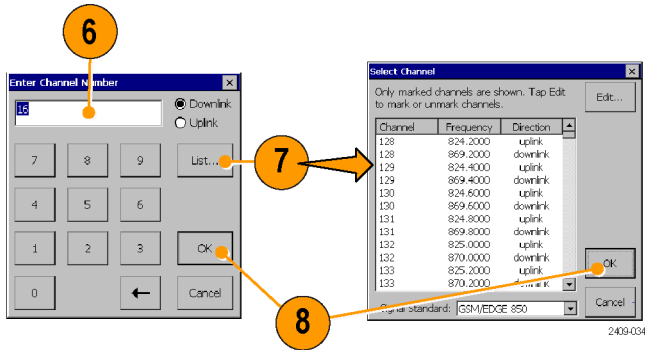 6
Enter Channel Number
16
Downlink
Uplink
7 8 9 List...
4 5 6
1 2 3 OK
0 Cancel
7
8
Select Channel
Only marked channels are shown. Tap Edit
to mark or unmark channels.
Edit...
Channel Frequency Direction
128 824.2000 uplink
128 869.2000 downlink
129 824.4000 uplink
129 869.4000 downlink
130 824.6000 uplink
130 869.6000 downlink
131 824.8000 uplink
131 869.8000 downlink
132 825.0000 uplink
132 870.0000 downlink
133 825.2000 uplink
133 870.2000 downlink
OK
Signal Standard: GSM/EDGE 850
Cancel
2409-034